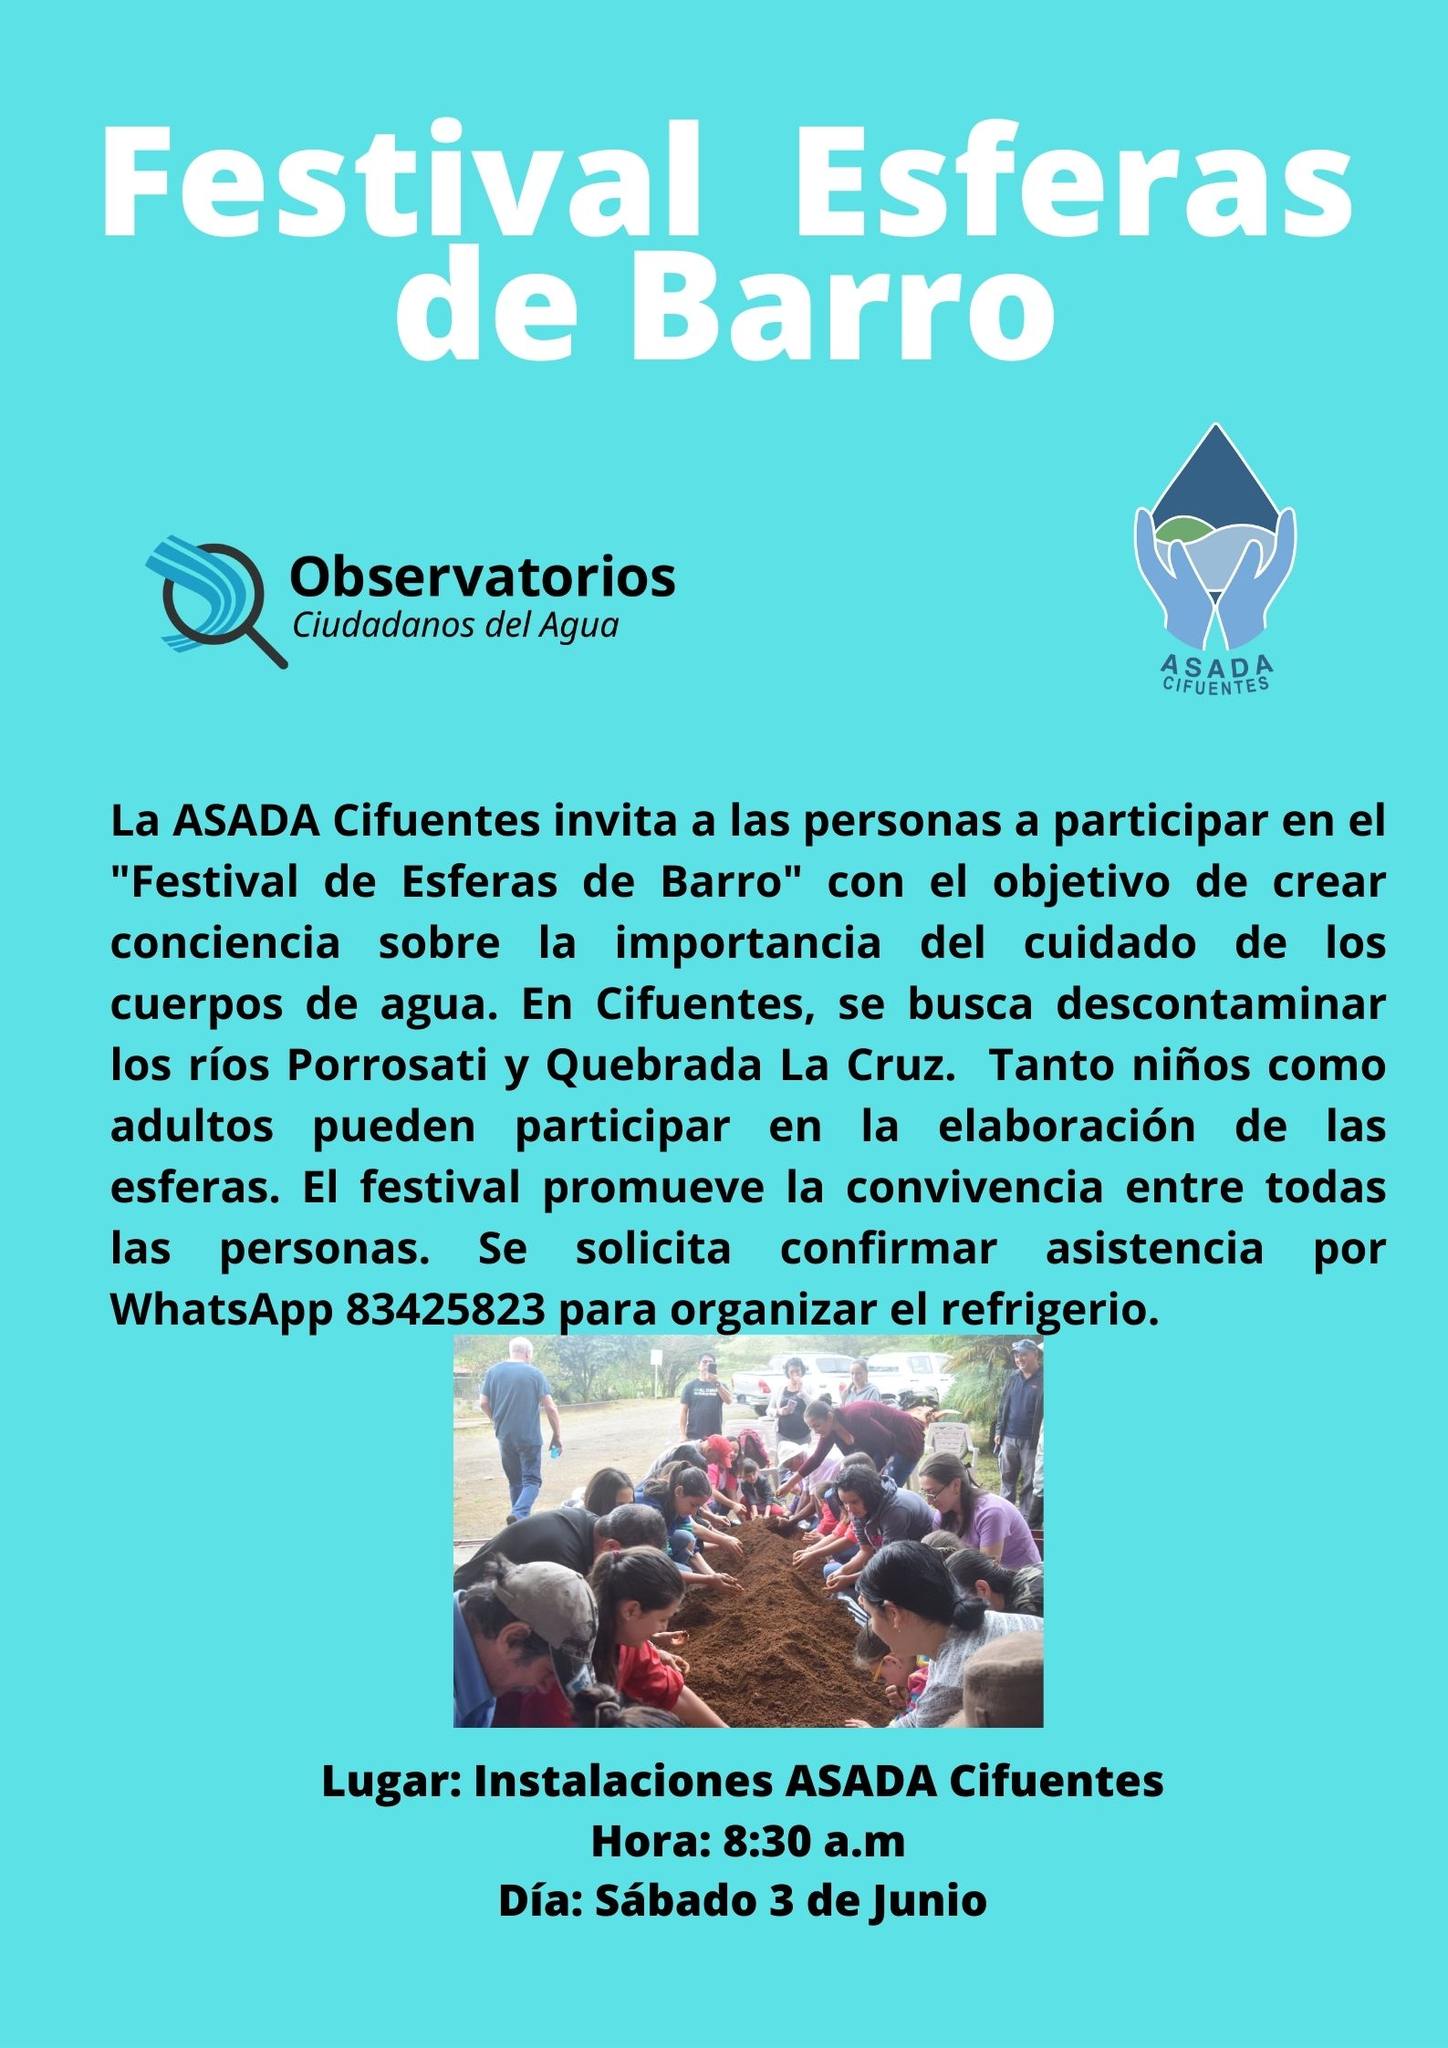 Festival Esferas
de Barro
Observatorios
Ciudadanos del Agua
ASADA
CIFUENTES
La ASADA Cifuentes invita a las personas a participar en el
"Festival de Esferas de Barro" con el objetivo de crear
conciencia sobre la importancia del cuidado de los
cuerpos de agua. En Cifuentes, se busca descontaminar
los ríos Porrosati y Quebrada La Cruz. Tanto niños como
adultos pueden participar en la elaboración de las
esferas. El festival promueve la convivencia entre todas
las personas. Se solicita confirmar asistencia por
WhatsApp 83425823 para organizar el refrigerio.
Lugar: Instalaciones ASADA Cifuentes
Hora: 8:30 a.m
Día: Sábado 3 de Junio